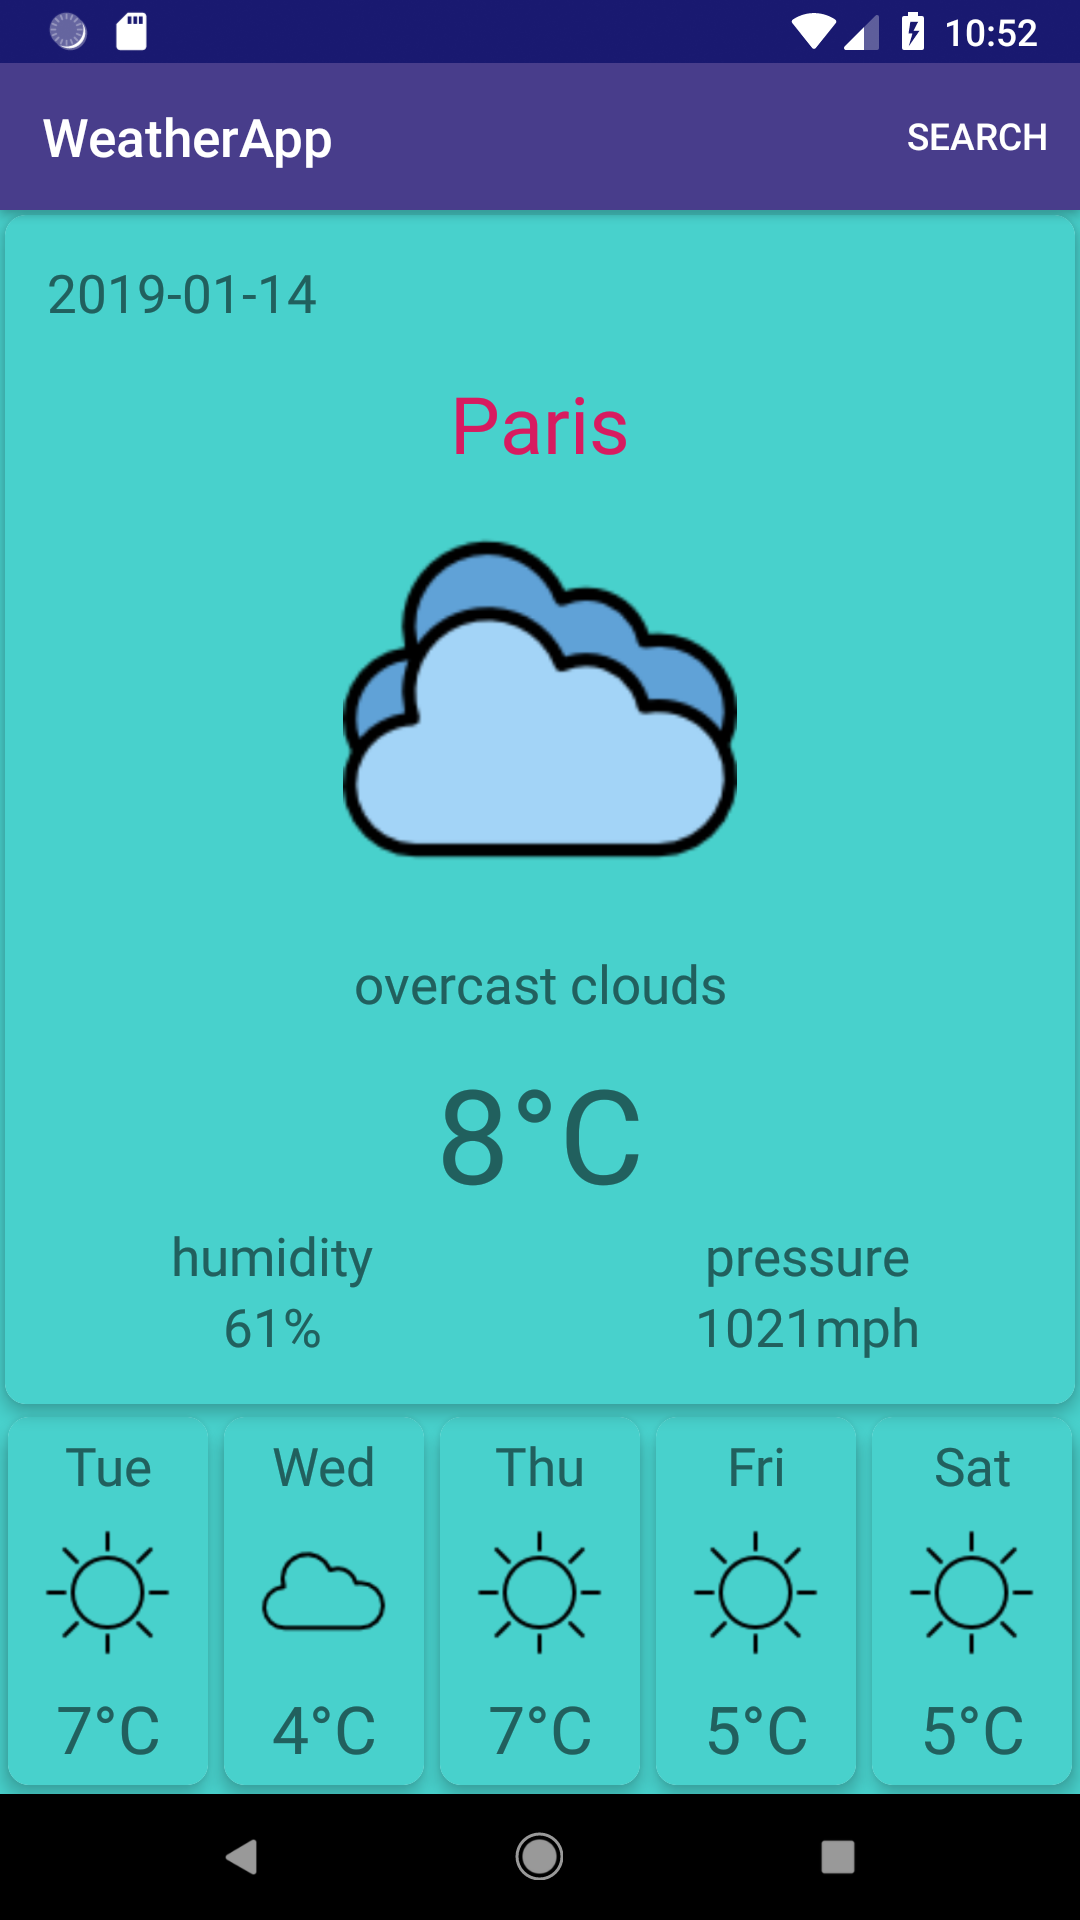 10:52
WeatherApp SEARCH
2019-01-14
Paris
overcast clouds
8°C
humidity pressure
61% 1021mph
Tue Wed Thu Fri Sat
7°C 4°C 7°C 5°C 5°C